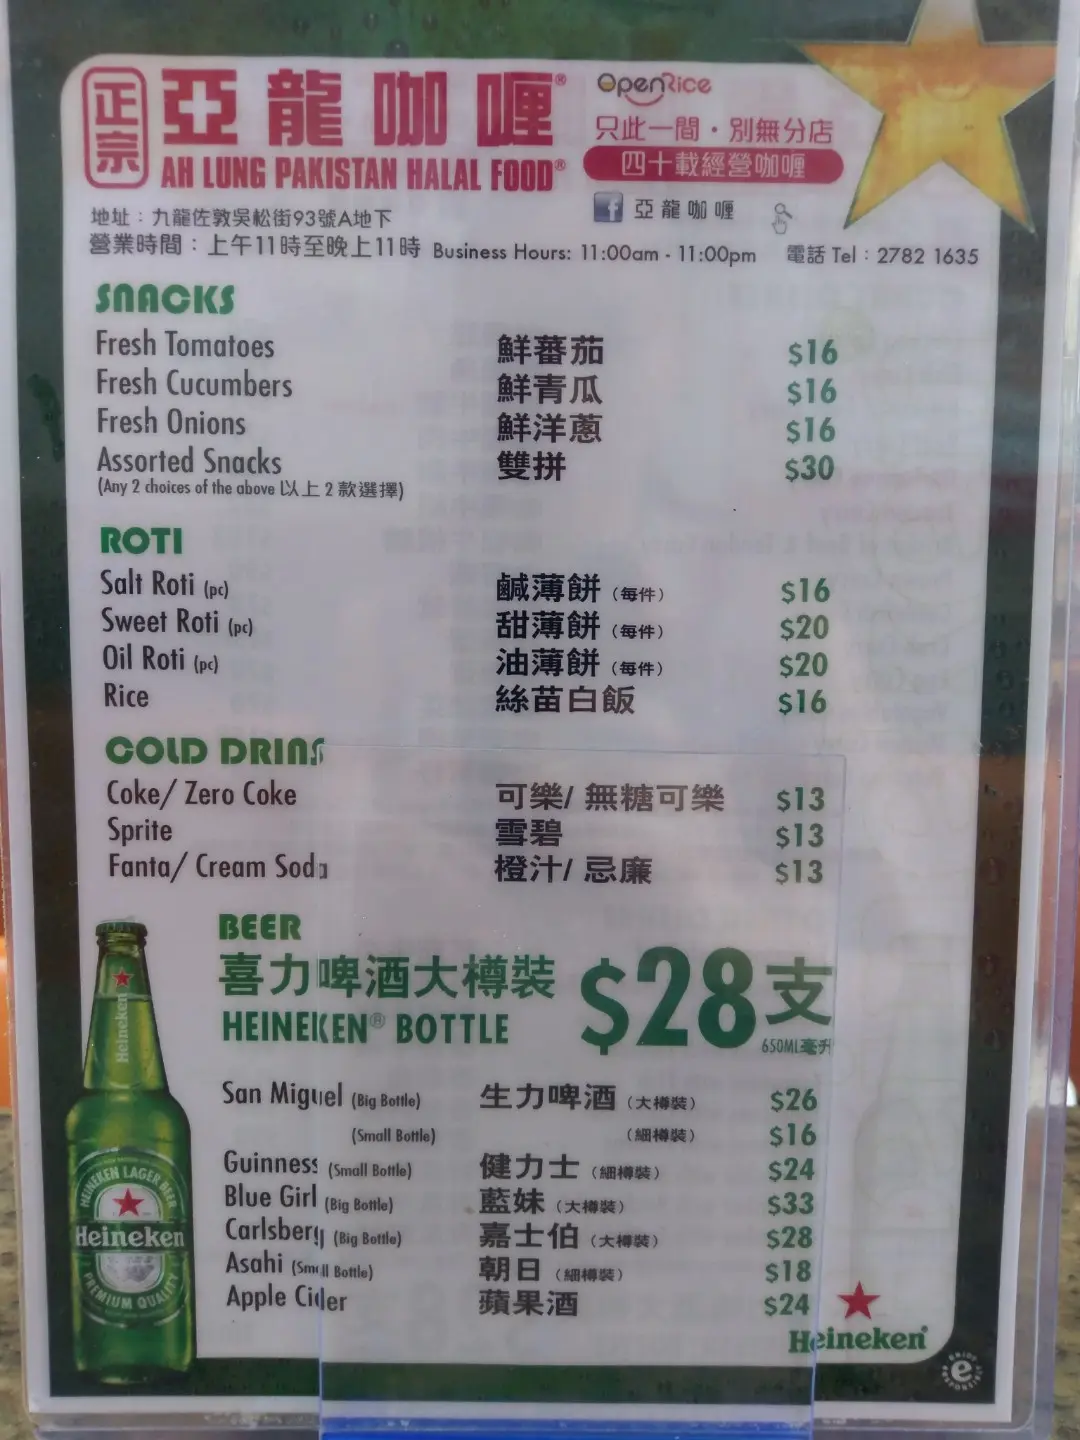 正宗
亞龍咖喱®
AH LUNG PAKISTAN HALAL FOOD®
OpenRice
只此一間・別無分店
四十載經營咖喱
亞龍咖喱
地址：九龍佐敦吳松街93號A地下
營業時間：上午11時至晚上11時 Business Hours: 11:00am - 11:00pm 電話 Tel：2782 1635
SNACKS
Fresh Tomatoes 鮮蕃茄 $16
Fresh Cucumbers 鮮青瓜 $16
Fresh Onions 鮮洋蔥 $16
Assorted Snacks 雙拼 $30
(Any 2 choices of the above 以上 2 款選擇)
ROTI
Salt Roti (pc) 鹹薄餅（每件） $16
Sweet Roti (pc) 甜薄餅（每件） $20
Oil Roti (pc) 油薄餅（每件） $20
Rice 絲苗白飯 $16
COLD DRINS
Coke/ Zero Coke 可樂/ 無糖可樂 $13
Sprite 雪碧 $13
Fanta/ Cream Soda 橙汁/ 忌廉 $13
BEER
喜力啤酒大樽裝 $28支
HEINEKEN® BOTTLE 650ML毫升
San Miguel (Big Bottle) 生力啤酒（大樽裝） $26
(Small Bottle) （細樽裝） $16
Guinness (Small Bottle) 健力士（細樽裝） $24
Blue Girl (Big Bottle) 藍妹（大樽裝） $33
Carlsberg (Big Bottle) 嘉士伯（大樽裝） $28
Asahi (Small Bottle) 朝日（細樽裝） $18
Apple Cider 蘋果酒 $24
Heineken
HEINEKEN LAGER BEER
Heineken
PREMIUM QUALITY
Heineken®
ENJOY RESPONSIBLY